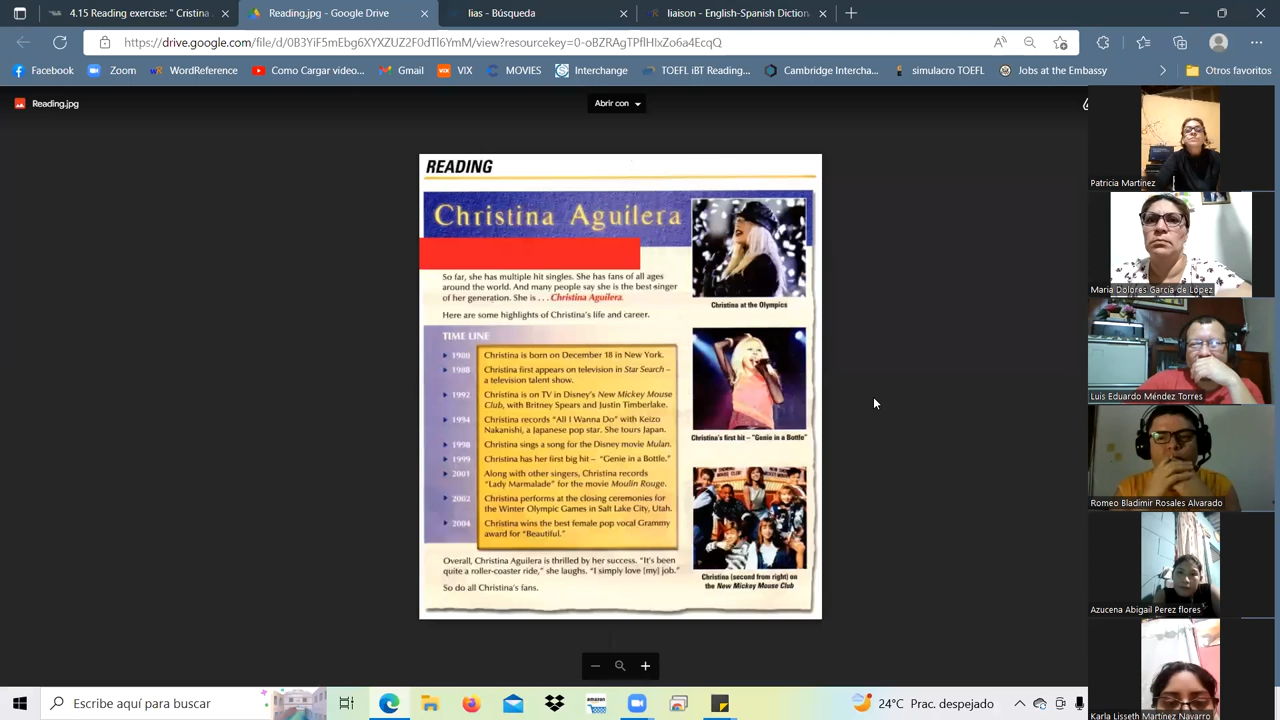 4.15 Reading exercise: " Cristina
Reading.jpg - Google Drive
lias - Búsqueda
liaison - English-Spanish Diction
https://drive.google.com/file/d/0B3YiF5mEbg6XYXZUZ2F0dTl6YmM/view?resourcekey=0-oBZRAgTPflHlxZo6a4EcqQ
Facebook
Zoom
WordReference
Como Cargar video...
Gmail
VIX
MOVIES
Interchange
TOEFL iBT Reading...
Cambridge Intercha...
simulacro TOEFL
Jobs at the Embassy
Otros favoritos
Reading.jpg
Abrir con
READING
Christina Aguilera
So far, she has multiple hit singles. She has fans of all ages
around the world. And many people say she is the best singer
of her generation. She is . . . Christina Aguilera.
Here are some highlights of Christina's life and career.
TIME LINE
1980 Christina is born on December 18 in New York.
1988 Christina first appears on television in Star Search –
a television talent show.
1992 Christina is on TV in Disney's New Mickey Mouse
Club, with Britney Spears and Justin Timberlake.
1994 Christina records "All I Wanna Do" with Keizo
Nakanishi, a Japanese pop star. She tours Japan.
1998 Christina sings a song for the Disney movie Mulan.
1999 Christina has her first big hit – "Genie in a Bottle."
2001 Along with other singers, Christina records
"Lady Marmalade" for the movie Moulin Rouge.
2002 Christina performs at the closing ceremonies for
the Winter Olympic Games in Salt Lake City, Utah.
2004 Christina wins the best female pop vocal Grammy
award for "Beautiful."
Overall, Christina Aguilera is thrilled by her success. "It's been
quite a roller-coaster ride," she laughs. "I simply love [my] job."
So do all Christina's fans.
Christina at the Olympics
Christina's first hit – "Genie in a Bottle"
Christina (second from right) on
the New Mickey Mouse Club
Patricia Martínez
Maria Dolores Garcia de López
Luis Eduardo Méndez Torres
Romeo Bladimir Rosales Alvarado
Azucena Abigail Perez flores
Karla Lisseth Martínez Navarro
Escribe aquí para buscar
amazon
24°C Parc. despejado